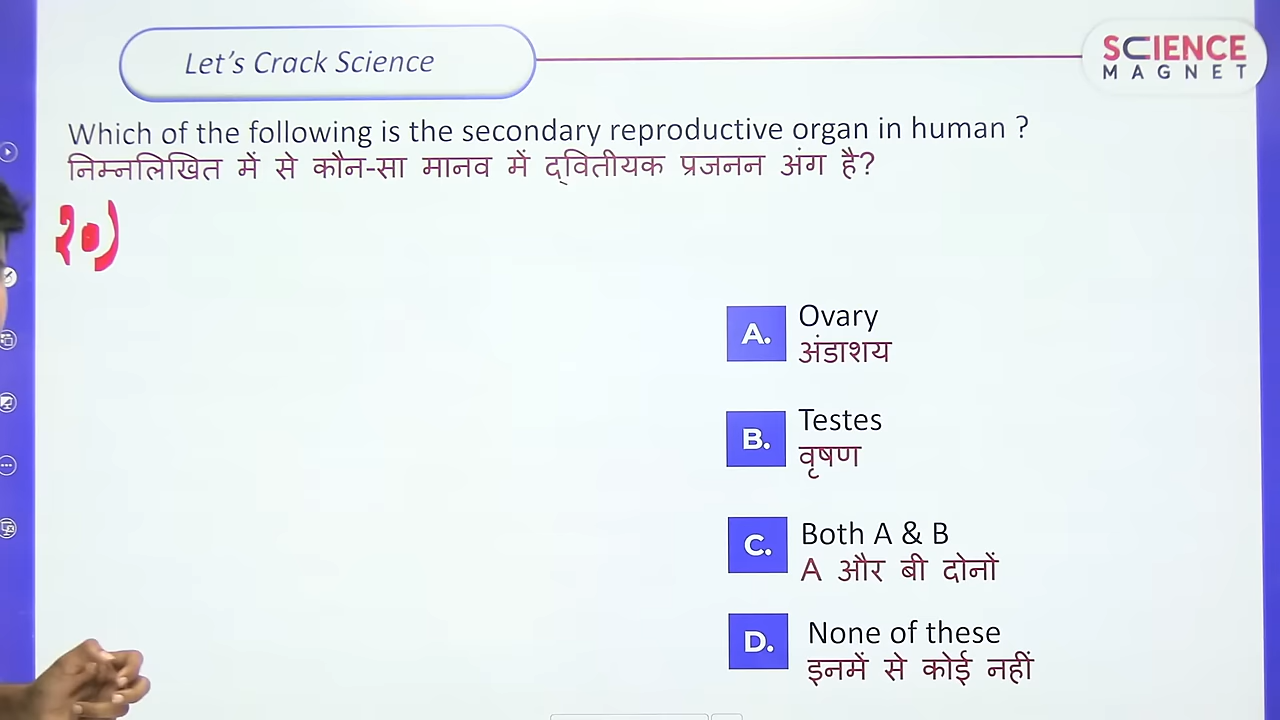 Let's Crack Science
SCIENCE
MAGNET
Which of the following is the secondary reproductive organ in human ?
निम्नलिखित में से कौन-सा मानव में द्वितीयक प्रजनन अंग है?
20)
A. Ovary
अंडाशय
B. Testes
वृषण
C. Both A & B
A और बी दोनों
D. None of these
इनमें से कोई नहीं